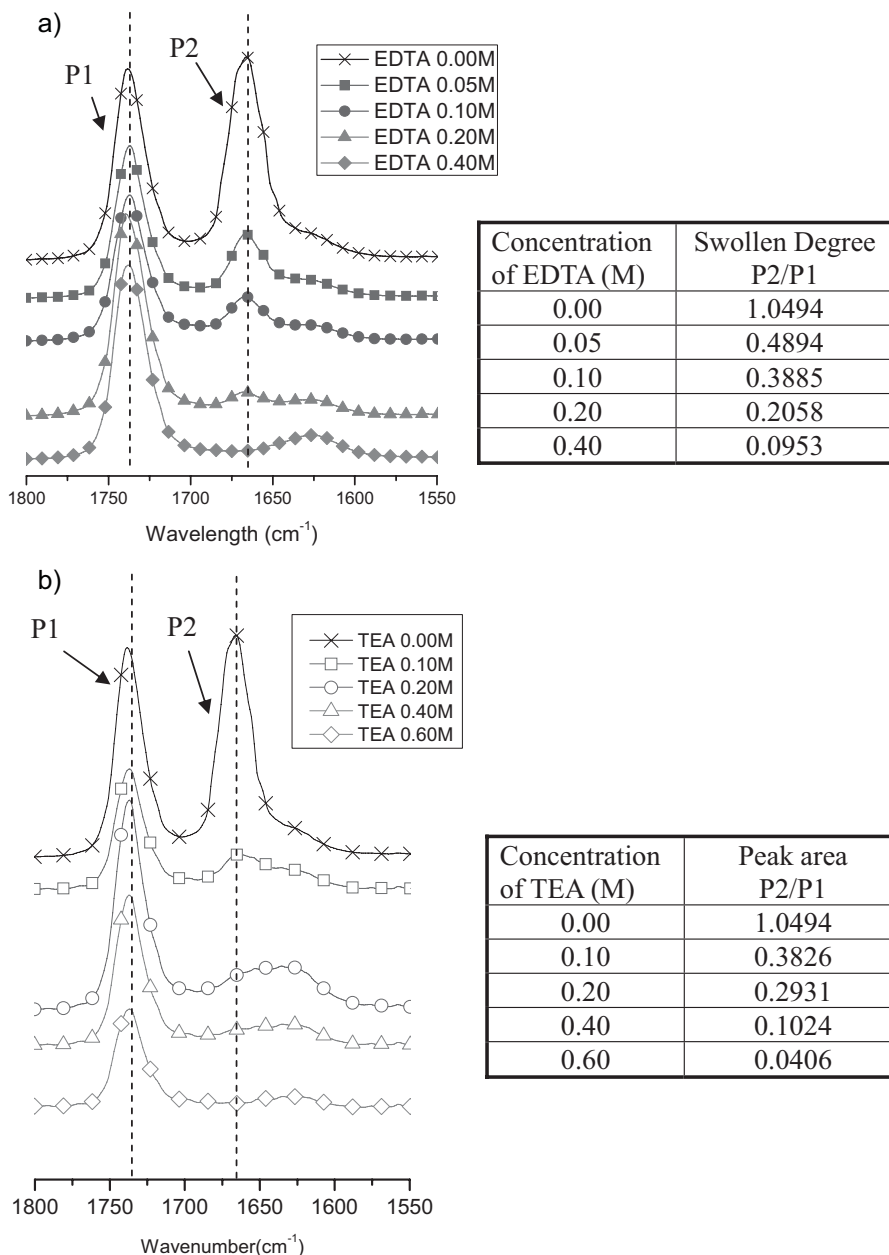 a)
P1
P2
EDTA 0.00M
EDTA 0.05M
EDTA 0.10M
EDTA 0.20M
EDTA 0.40M
1800 1750 1700 1650 1600 1550
Wavelength (cm-1)
Concentration of EDTA (M) Swollen Degree P2/P1
0.00 1.0494
0.05 0.4894
0.10 0.3885
0.20 0.2058
0.40 0.0953
b)
P1
P2
TEA 0.00M
TEA 0.10M
TEA 0.20M
TEA 0.40M
TEA 0.60M
1800 1750 1700 1650 1600 1550
Wavenumber(cm-1)
Concentration of TEA (M) Peak area P2/P1
0.00 1.0494
0.10 0.3826
0.20 0.2931
0.40 0.1024
0.60 0.0406